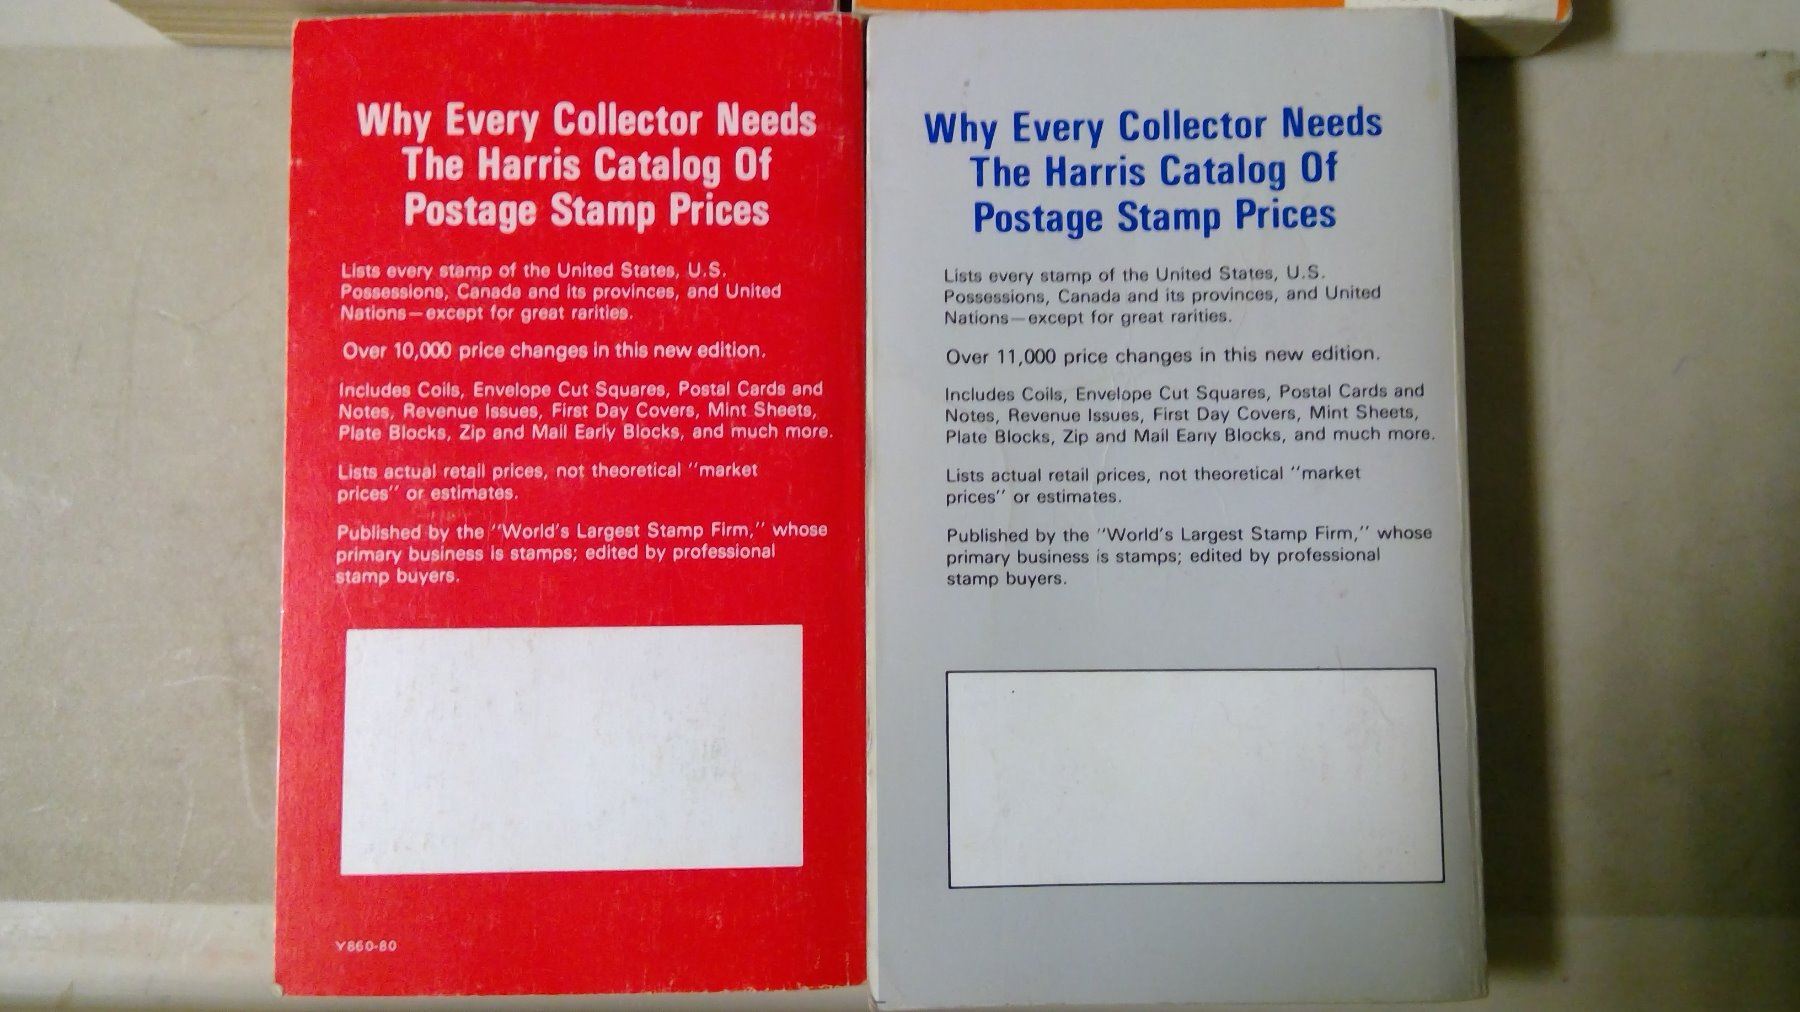 Why Every Collector Needs
The Harris Catalog Of
Postage Stamp Prices
Lists every stamp of the United States, U.S.
Possessions, Canada and its provinces, and United
Nations—except for great rarities.
Over 10,000 price changes in this new edition.
Includes Coils, Envelope Cut Squares, Postal Cards and
Notes, Revenue Issues, First Day Covers, Mint Sheets,
Plate Blocks, Zip and Mail Early Blocks, and much more.
Lists actual retail prices, not theoretical "market
prices" or estimates.
Published by the "World's Largest Stamp Firm," whose
primary business is stamps; edited by professional
stamp buyers.
Y860-80
Why Every Collector Needs
The Harris Catalog Of
Postage Stamp Prices
Lists every stamp of the United States, U.S.
Possessions, Canada and its provinces, and United
Nations—except for great rarities.
Over 11,000 price changes in this new edition.
Includes Coils, Envelope Cut Squares, Postal Cards and
Notes, Revenue Issues, First Day Covers, Mint Sheets,
Plate Blocks, Zip and Mail Early Blocks, and much more.
Lists actual retail prices, not theoretical "market
prices" or estimates.
Published by the "World's Largest Stamp Firm," whose
primary business is stamps; edited by professional
stamp buyers.